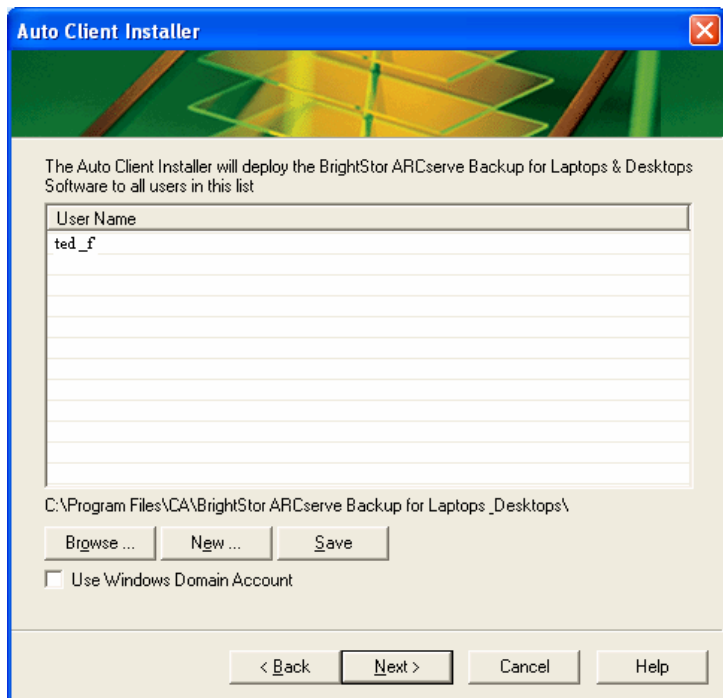 Auto Client Installer
The Auto Client Installer will deploy the BrightStor ARCserve Backup for Laptops & Desktops
Software to all users in this list
User Name
ted_f
C:\Program Files\CA\BrightStor ARCserve Backup for Laptops _Desktops\
Browse ... New ... Save
Use Windows Domain Account
< Back Next > Cancel Help